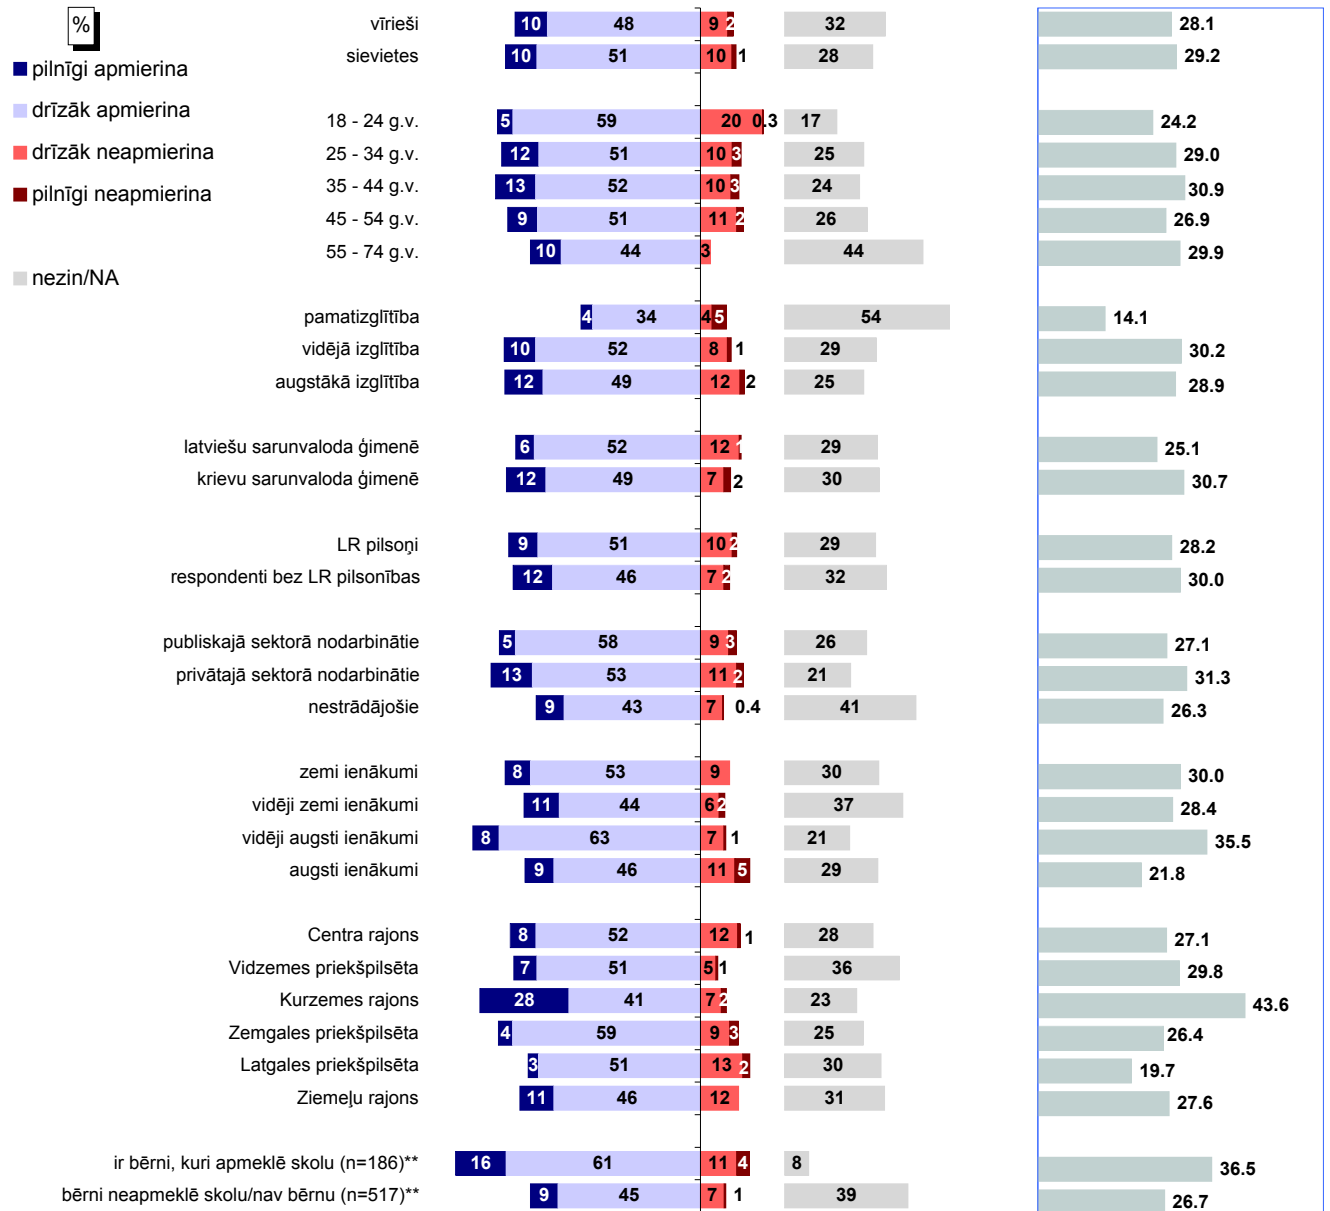 %
pilnīgi apmierina
drīzāk apmierina
drīzāk neapmierina
pilnīgi neapmierina
nezin/NA
vīrieši 10 48 9 2 32 28.1
sievietes 10 51 10 1 28 29.2
18 - 24 g.v. 5 59 20 0.3 17 24.2
25 - 34 g.v. 12 51 10 3 25 29.0
35 - 44 g.v. 13 52 10 3 24 30.9
45 - 54 g.v. 9 51 11 2 26 26.9
55 - 74 g.v. 10 44 3 44 29.9
pamatizglītība 4 34 4 5 54 14.1
vidējā izglītība 10 52 8 1 29 30.2
augstākā izglītība 12 49 12 2 25 28.9
latviešu sarunvaloda ģimenē 6 52 12 1 29 25.1
krievu sarunvaloda ģimenē 12 49 7 2 30 30.7
LR pilsoņi 9 51 10 2 29 28.2
respondenti bez LR pilsonības 12 46 7 2 32 30.0
publiskajā sektorā nodarbinātie 5 58 9 3 26 27.1
privātajā sektorā nodarbinātie 13 53 11 2 21 31.3
nestrādājošie 9 43 7 0.4 41 26.3
zemi ienākumi 8 53 9 30 30.0
vidēji zemi ienākumi 11 44 6 2 37 28.4
vidēji augsti ienākumi 8 63 7 1 21 35.5
augsti ienākumi 9 46 11 5 29 21.8
Centra rajons 8 52 12 1 28 27.1
Vidzemes priekšpilsēta 7 51 5 1 36 29.8
Kurzemes rajons 28 41 7 2 23 43.6
Zemgales priekšpilsēta 4 59 9 3 25 26.4
Latgales priekšpilsēta 3 51 13 2 30 19.7
Ziemeļu rajons 11 46 12 31 27.6
ir bērni, kuri apmeklē skolu (n=186)** 16 61 11 4 8 36.5
bērni neapmeklē skolu/nav bērnu (n=517)** 9 45 7 1 39 26.7